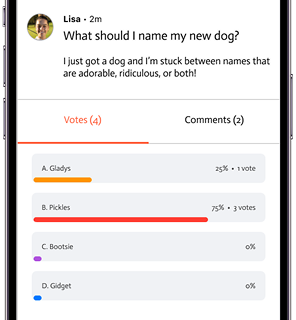 Lisa • 2m
What should I name my new dog?
I just got a dog and I'm stuck between names that
are adorable, ridiculous, or both!
Votes (4) Comments (2)
A. Gladys 25% • 1 vote
B. Pickles 75% • 3 votes
C. Bootsie 0%
D. Gidget 0%